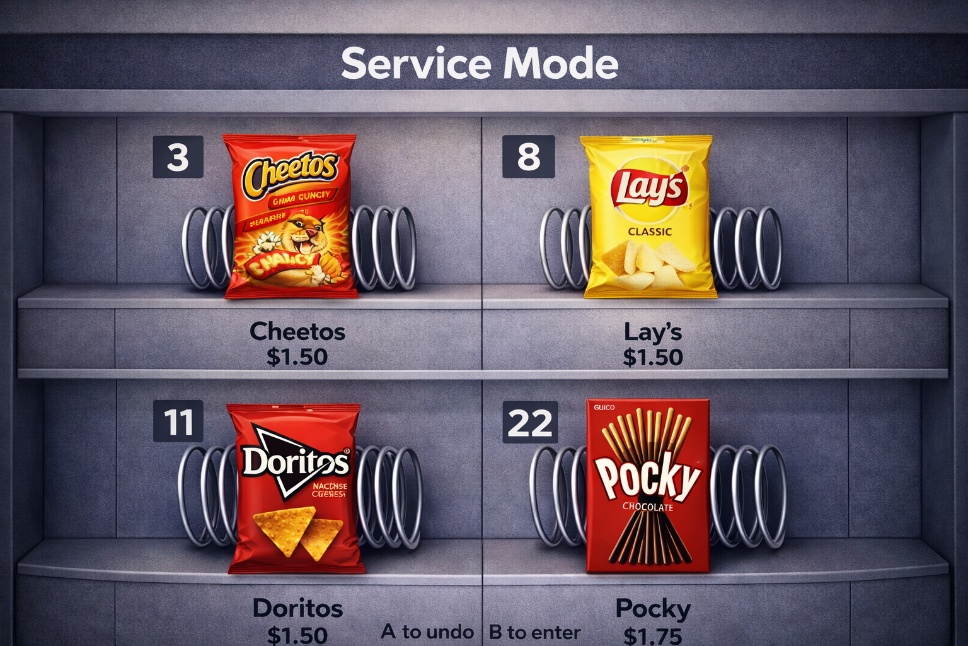 Service Mode
3
8
Cheetos
Lay's
CLASSIC
Cheetos
$1.50
Lay's
$1.50
11
22
GUICO
Doritos
Pocky
CHOCOLATE
Doritos
$1.50
A to undo
B to enter
Pocky
$1.75